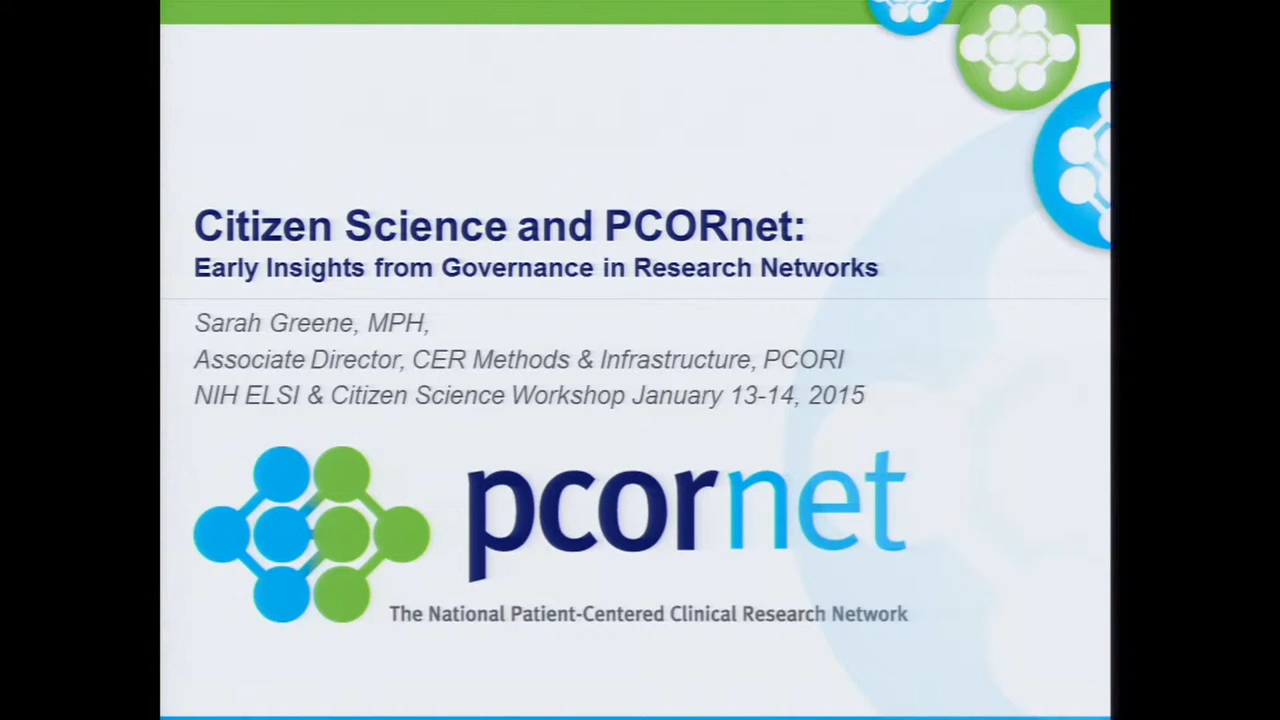 Citizen Science and PCORnet:
Early Insights from Governance in Research Networks
Sarah Greene, MPH,
Associate Director, CER Methods & Infrastructure, PCORI
NIH ELSI & Citizen Science Workshop January 13-14, 2015
pcornet
The National Patient-Centered Clinical Research Network